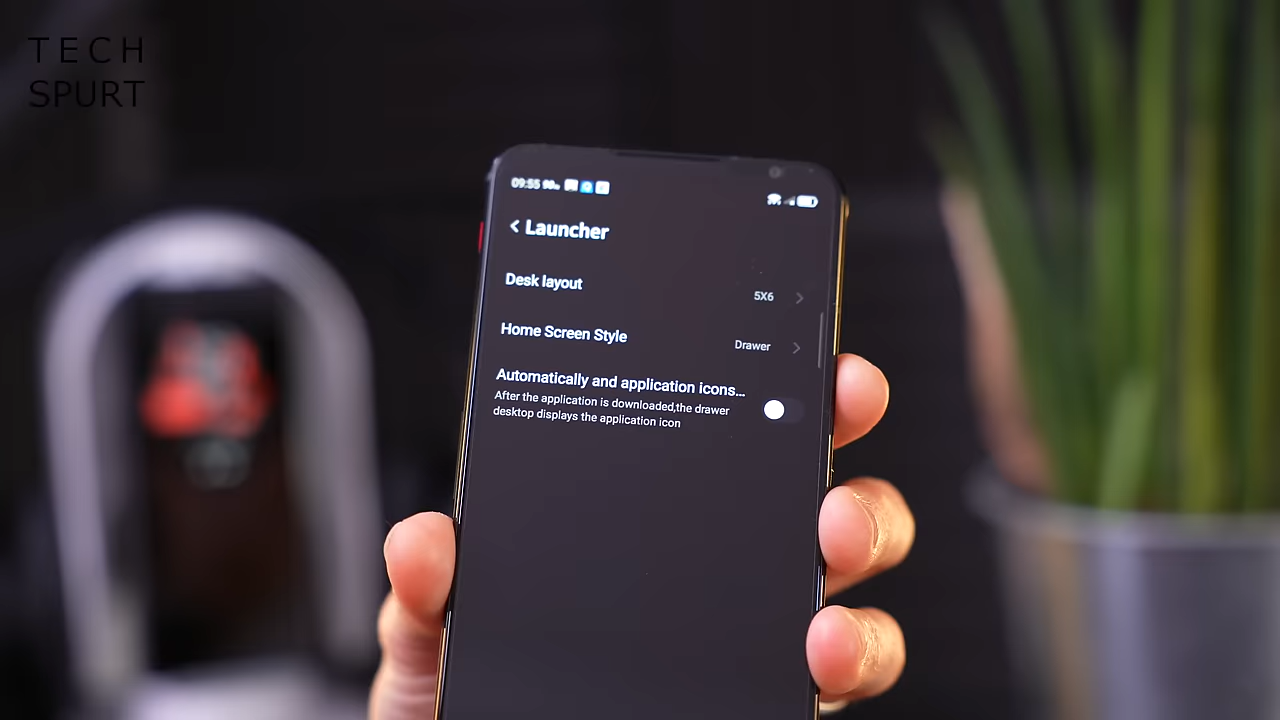 TECH
SPURT
09:55
Launcher
Desk layout
5X6
Home Screen Style
Drawer
Automatically and application icons...
After the application is downloaded,the drawer
desktop displays the application icon